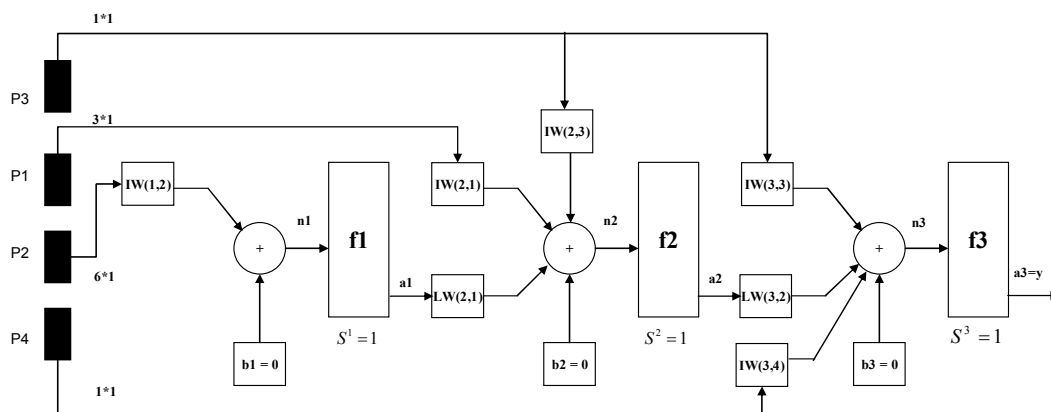 1*1
P3
3*1
IW(2,3)
P1
IW(1,2)
IW(2,1)
IW(3,3)
n1
f1
n2
f2
n3
f3
P2
+
+
+
6*1
a1
LW(2,1)
a2
LW(3,2)
a3=y
P4
S¹ = 1
S² = 1
S³ = 1
b1 = 0
b2 = 0
IW(3,4)
b3 = 0
1*1